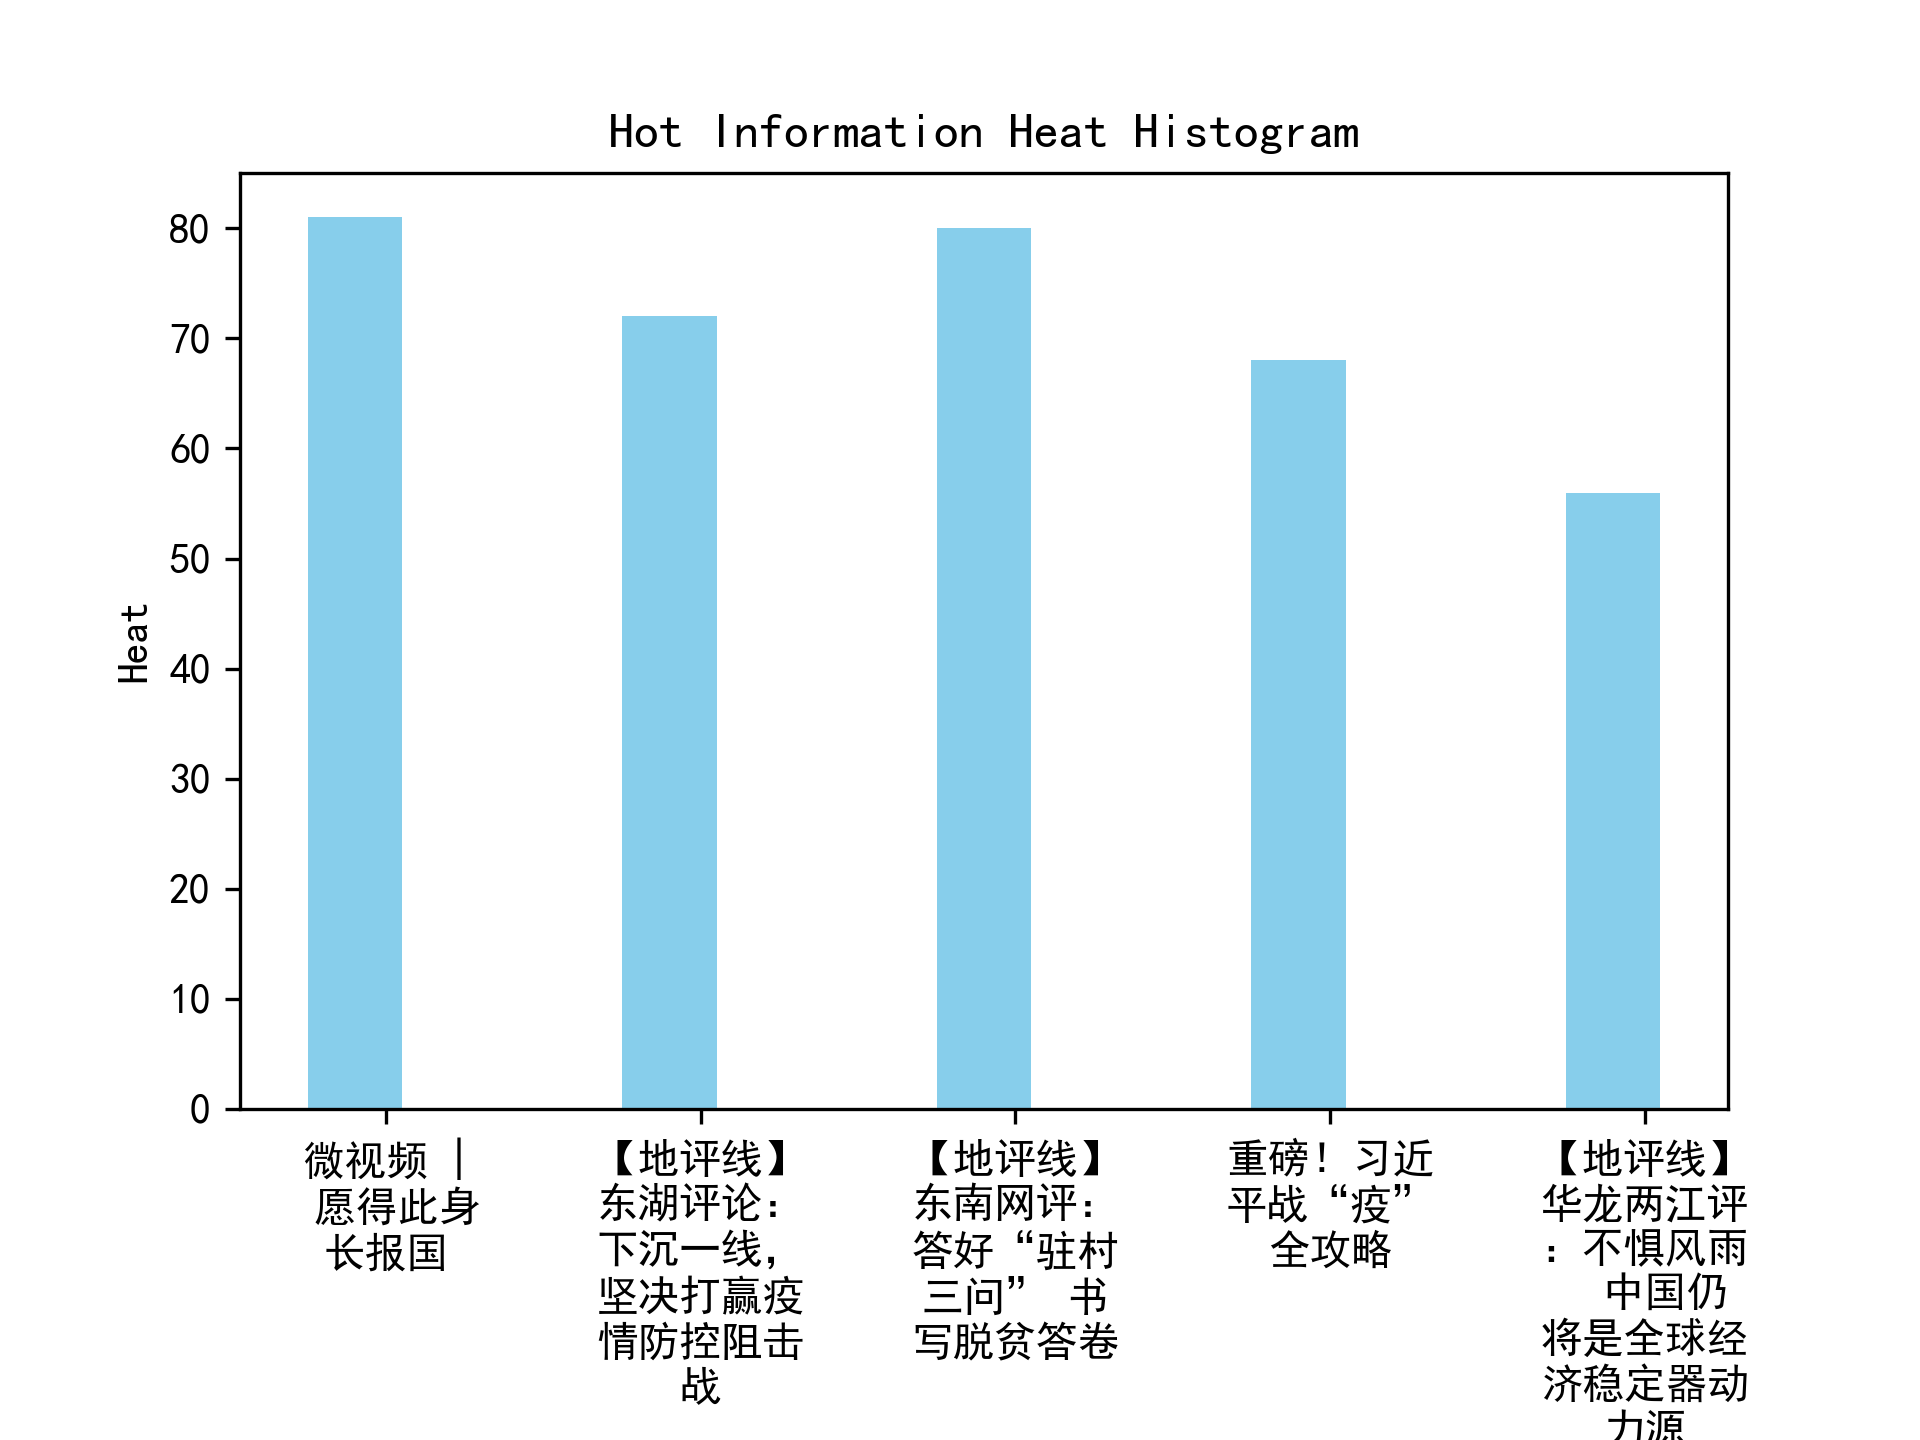 Hot Information Heat Histogram
80
70
60
50
40
30
20
10
0
Heat
微视频 |
愿得此身
长报国
【地评线】
东湖评论：
下沉一线，
坚决打赢疫
情防控阻击
战
【地评线】
东南网评：
答好“驻村
三问” 书
写脱贫答卷
重磅！习近
平战“疫”
全攻略
【地评线】
华龙两江评
：不惧风雨
中国仍
将是全球经
济稳定器动
力源